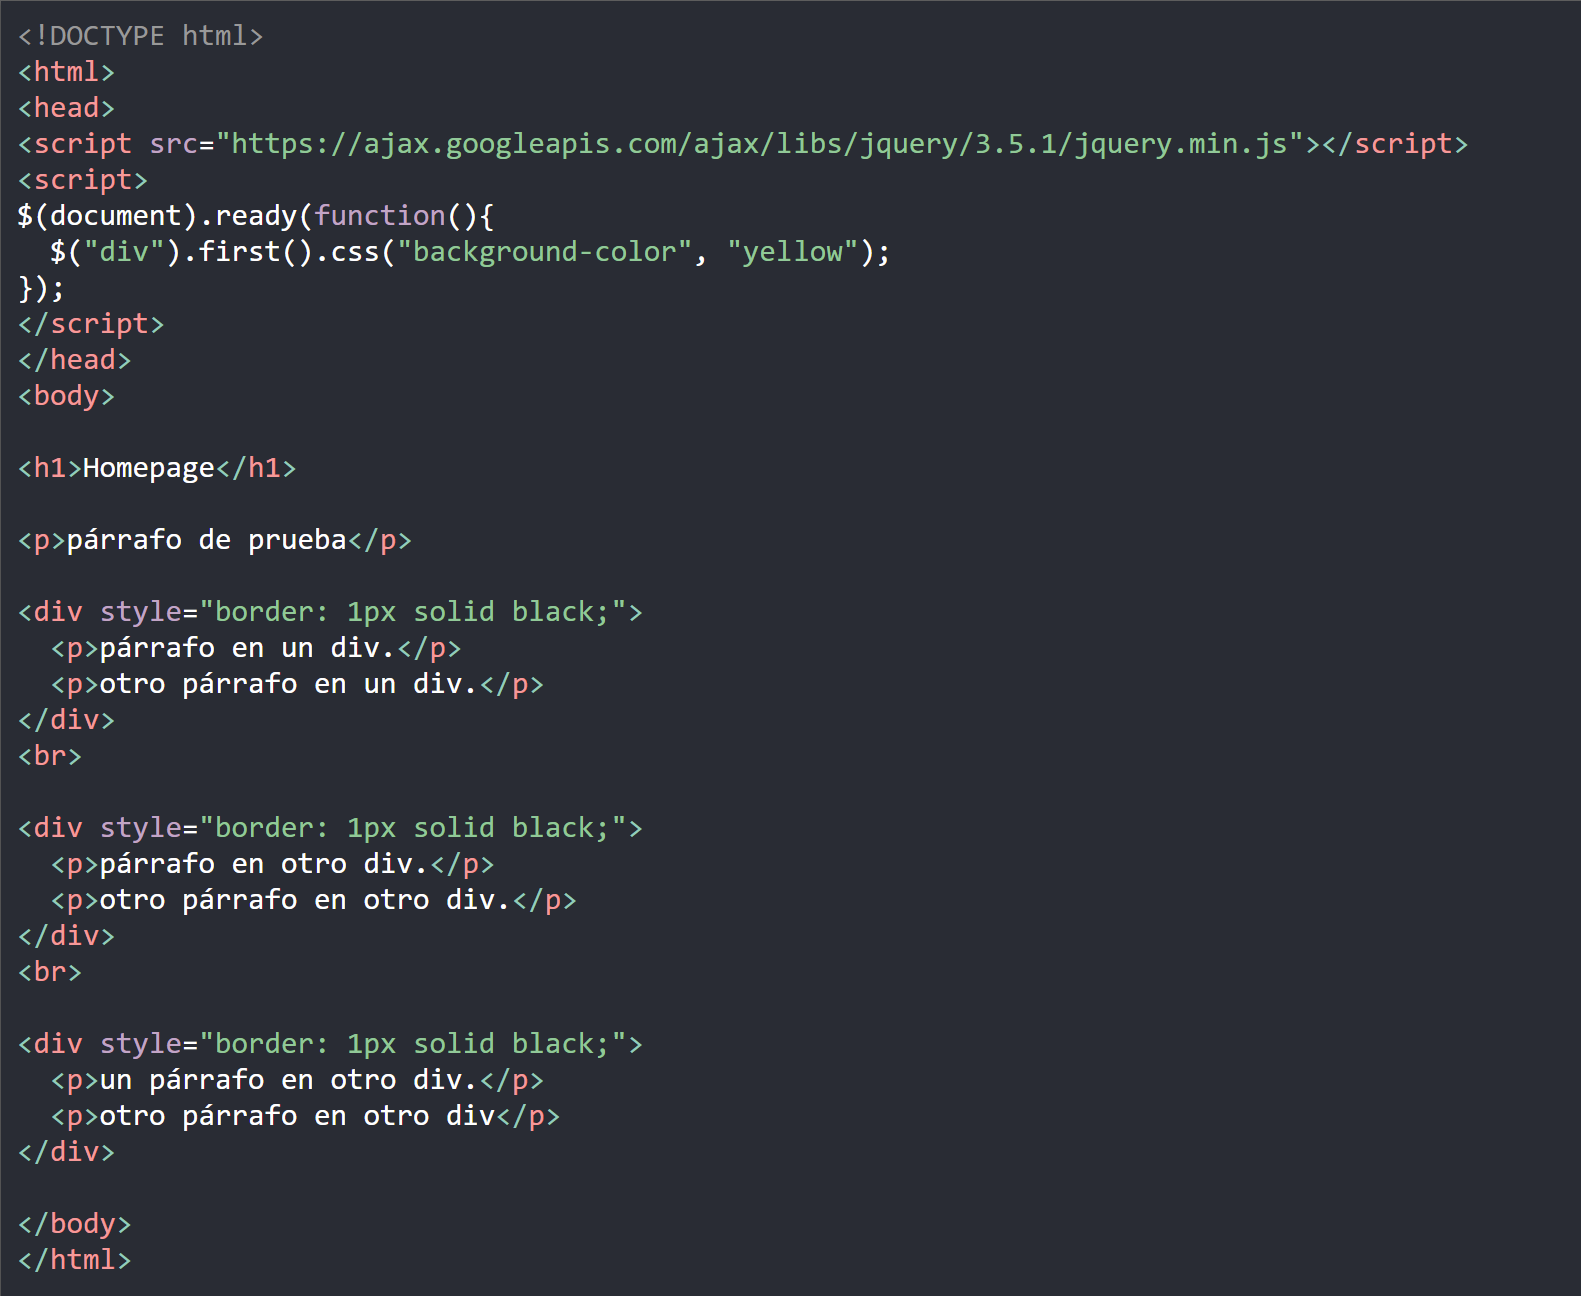 <!DOCTYPE html>
<html>
<head>
<script src="https://ajax.googleapis.com/ajax/libs/jquery/3.5.1/jquery.min.js"></script>
<script>
$(document).ready(function(){
  $("div").first().css("background-color", "yellow");
});
</script>
</head>
<body>

<h1>Homepage</h1>

<p>párrafo de prueba</p>

<div style="border: 1px solid black;">
  <p>párrafo en un div.</p>
  <p>otro párrafo en un div.</p>
</div>
<br>

<div style="border: 1px solid black;">
  <p>párrafo en otro div.</p>
  <p>otro párrafo en otro div.</p>
</div>
<br>

<div style="border: 1px solid black;">
  <p>un párrafo en otro div.</p>
  <p>otro párrafo en otro div</p>
</div>

</body>
</html>